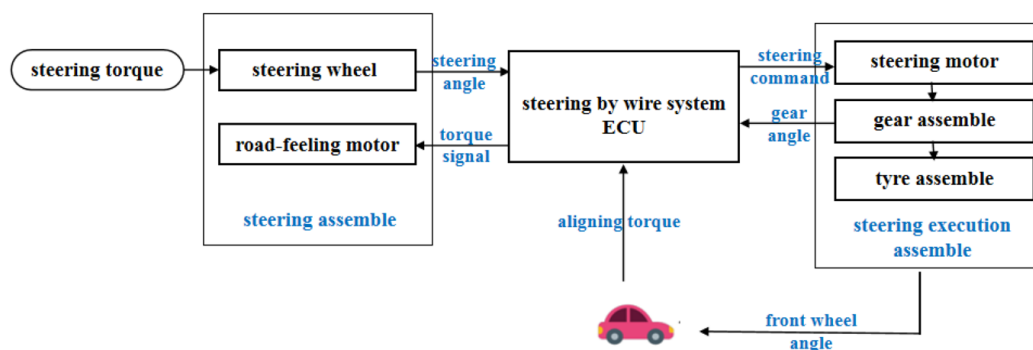 steering torque
steering wheel
road-feeling motor
steering assemble
steering
angle
torque
signal
steering by wire system
ECU
steering
command
gear
angle
steering motor
gear assemble
tyre assemble
steering execution
assemble
aligning torque
front wheel
angle